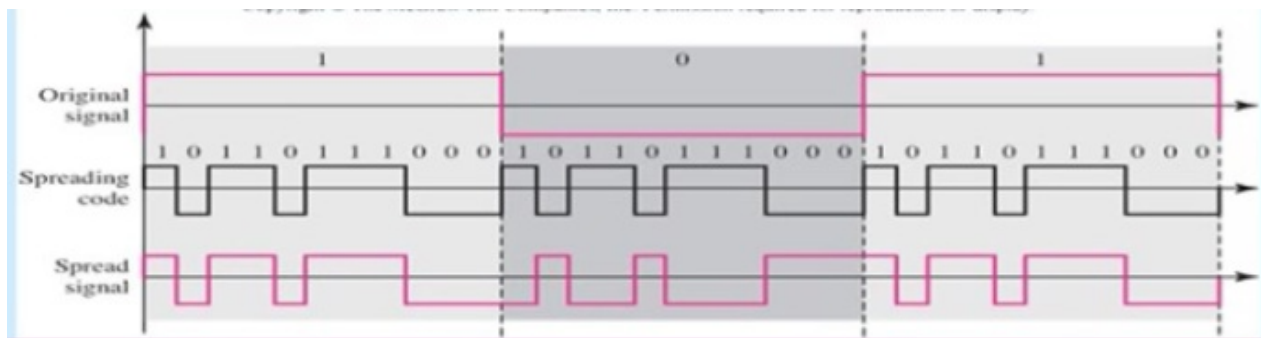 1 0 1
Original
signal
1 0 1 1 0 1 1 1 0 0 0 1 0 1 1 0 1 1 1 0 0 0 1 0 1 1 0 1 1 1 0 0 0
Spreading
code
Spread
signal